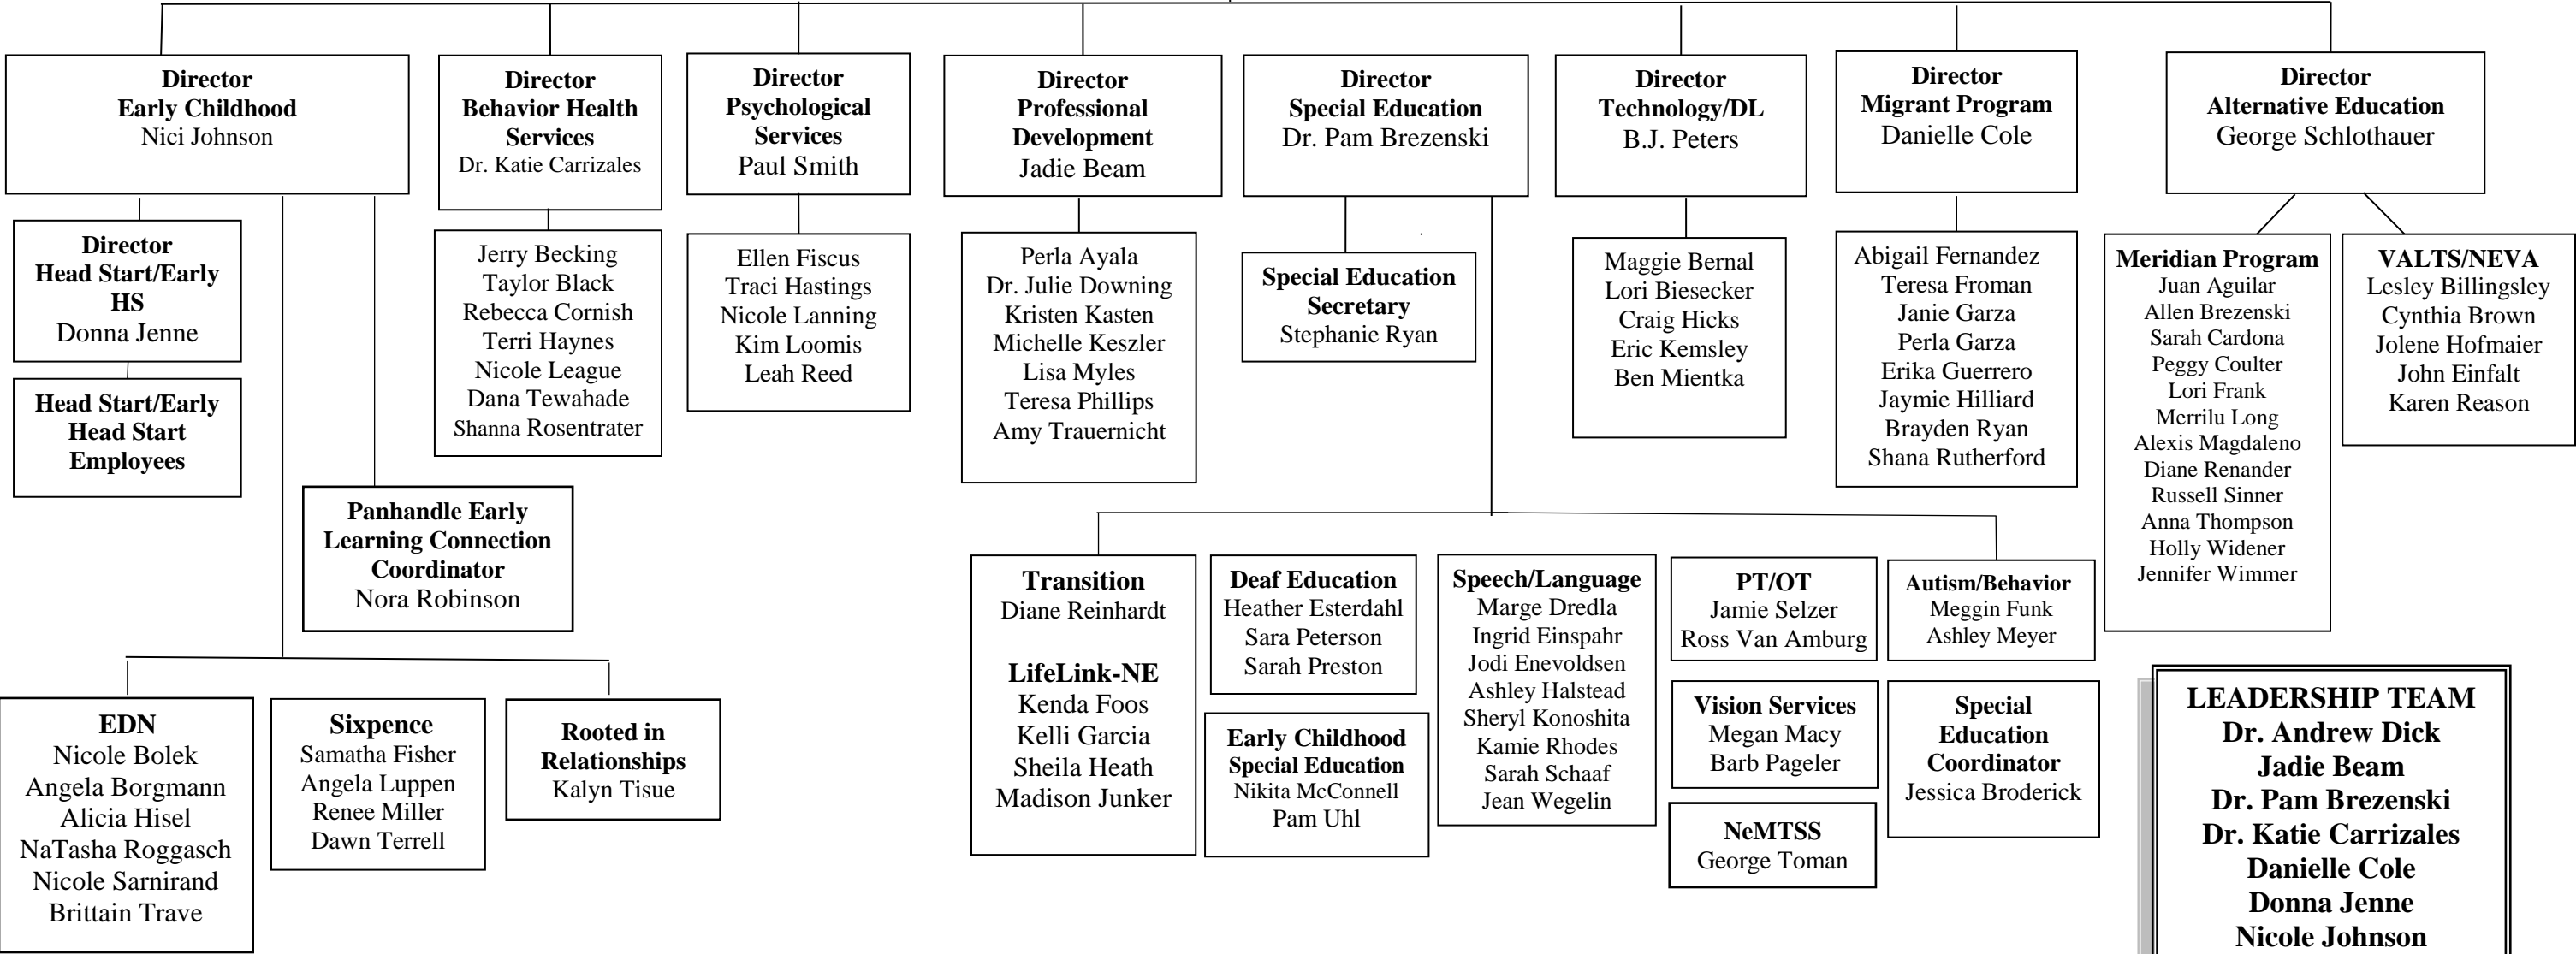 Director
Early Childhood
Nici Johnson
Director
Behavior Health
Services
Dr. Katie Carrizales
Director
Psychological
Services
Paul Smith
Director
Professional
Development
Jadie Beam
Director
Special Education
Dr. Pam Brezenski
Director
Technology/DL
B.J. Peters
Director
Migrant Program
Danielle Cole
Director
Alternative Education
George Schlothauer
Director
Head Start/Early
HS
Donna Jenne
Head Start/Early
Head Start
Employees
Jerry Becking
Taylor Black
Rebecca Cornish
Terri Haynes
Nicole League
Dana Tewahade
Shanna Rosentrater
Ellen Fiscus
Traci Hastings
Nicole Lanning
Kim Loomis
Leah Reed
Perla Ayala
Dr. Julie Downing
Kristen Kasten
Michelle Keszler
Lisa Myles
Teresa Phillips
Amy Trauernicht
Special Education
Secretary
Stephanie Ryan
Maggie Bernal
Lori Biesecker
Craig Hicks
Eric Kemsley
Ben Mientka
Abigail Fernandez
Teresa Froman
Janie Garza
Perla Garza
Erika Guerrero
Jaymie Hilliard
Brayden Ryan
Shana Rutherford
Meridian Program
Juan Aguilar
Allen Brezenski
Sarah Cardona
Peggy Coulter
Lori Frank
Merrilu Long
Alexis Magdaleno
Diane Renander
Russell Sinner
Anna Thompson
Holly Widener
Jennifer Wimmer
VALTS/NEVA
Lesley Billingsley
Cynthia Brown
Jolene Hofmaier
John Einfalt
Karen Reason
Panhandle Early
Learning Connection
Coordinator
Nora Robinson
EDN
Nicole Bolek
Angela Borgmann
Alicia Hisel
NaTasha Roggasch
Nicole Sarnirand
Brittain Trave
Sixpence
Samatha Fisher
Angela Luppen
Renee Miller
Dawn Terrell
Rooted in
Relationships
Kalyn Tisue
Transition
Diane Reinhardt
LifeLink-NE
Kenda Foos
Kelli Garcia
Sheila Heath
Madison Junker
Deaf Education
Heather Esterdahl
Sara Peterson
Sarah Preston
Early Childhood
Special Education
Nikita McConnell
Pam Uhl
Speech/Language
Marge Dredla
Ingrid Einspahr
Jodi Enevoldsen
Ashley Halstead
Sheryl Konoshita
Kamie Rhodes
Sarah Schaaf
Jean Wegelin
PT/OT
Jamie Selzer
Ross Van Amburg
Vision Services
Megan Macy
Barb Pageler
NeMTSS
George Toman
Autism/Behavior
Meggin Funk
Ashley Meyer
Special
Education
Coordinator
Jessica Broderick
LEADERSHIP TEAM
Dr. Andrew Dick
Jadie Beam
Dr. Pam Brezenski
Dr. Katie Carrizales
Danielle Cole
Donna Jenne
Nicole Johnson